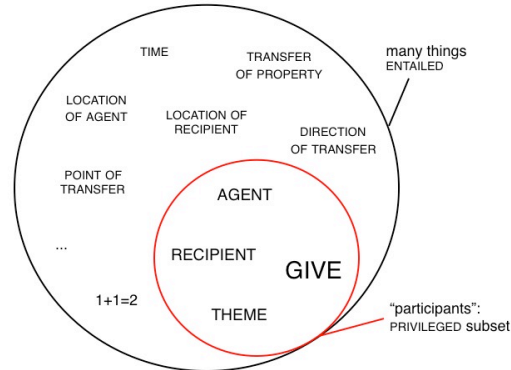 TIME
TRANSFER
OF PROPERTY
many things
ENTAILED
LOCATION
OF AGENT
LOCATION OF
RECIPIENT
DIRECTION
OF TRANSFER
POINT OF
TRANSFER
AGENT
...
RECIPIENT
GIVE
1+1=2
THEME
“participants”:
PRIVILEGED subset